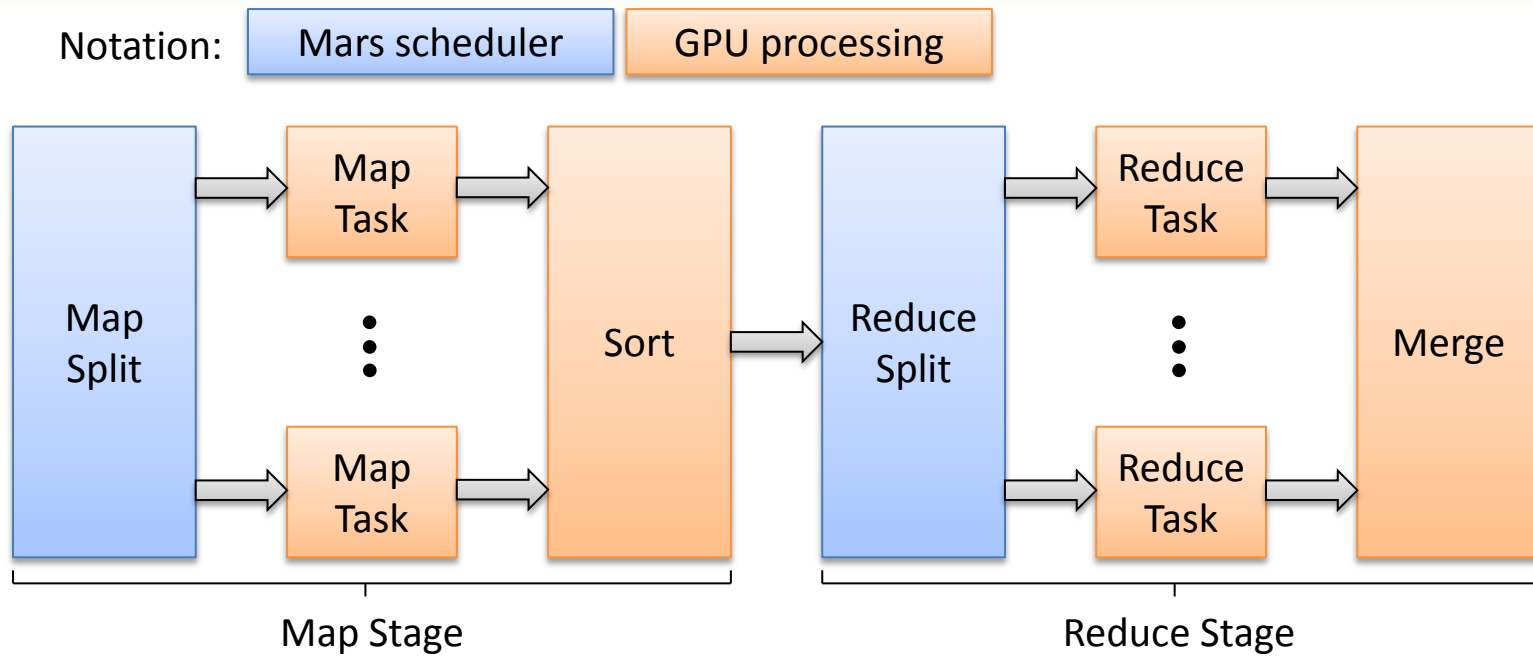 Notation: Mars scheduler GPU processing
Map
Split
Map
Task
Map
Task
Sort
Reduce
Split
Reduce
Task
Reduce
Task
Merge
Map Stage
Reduce Stage